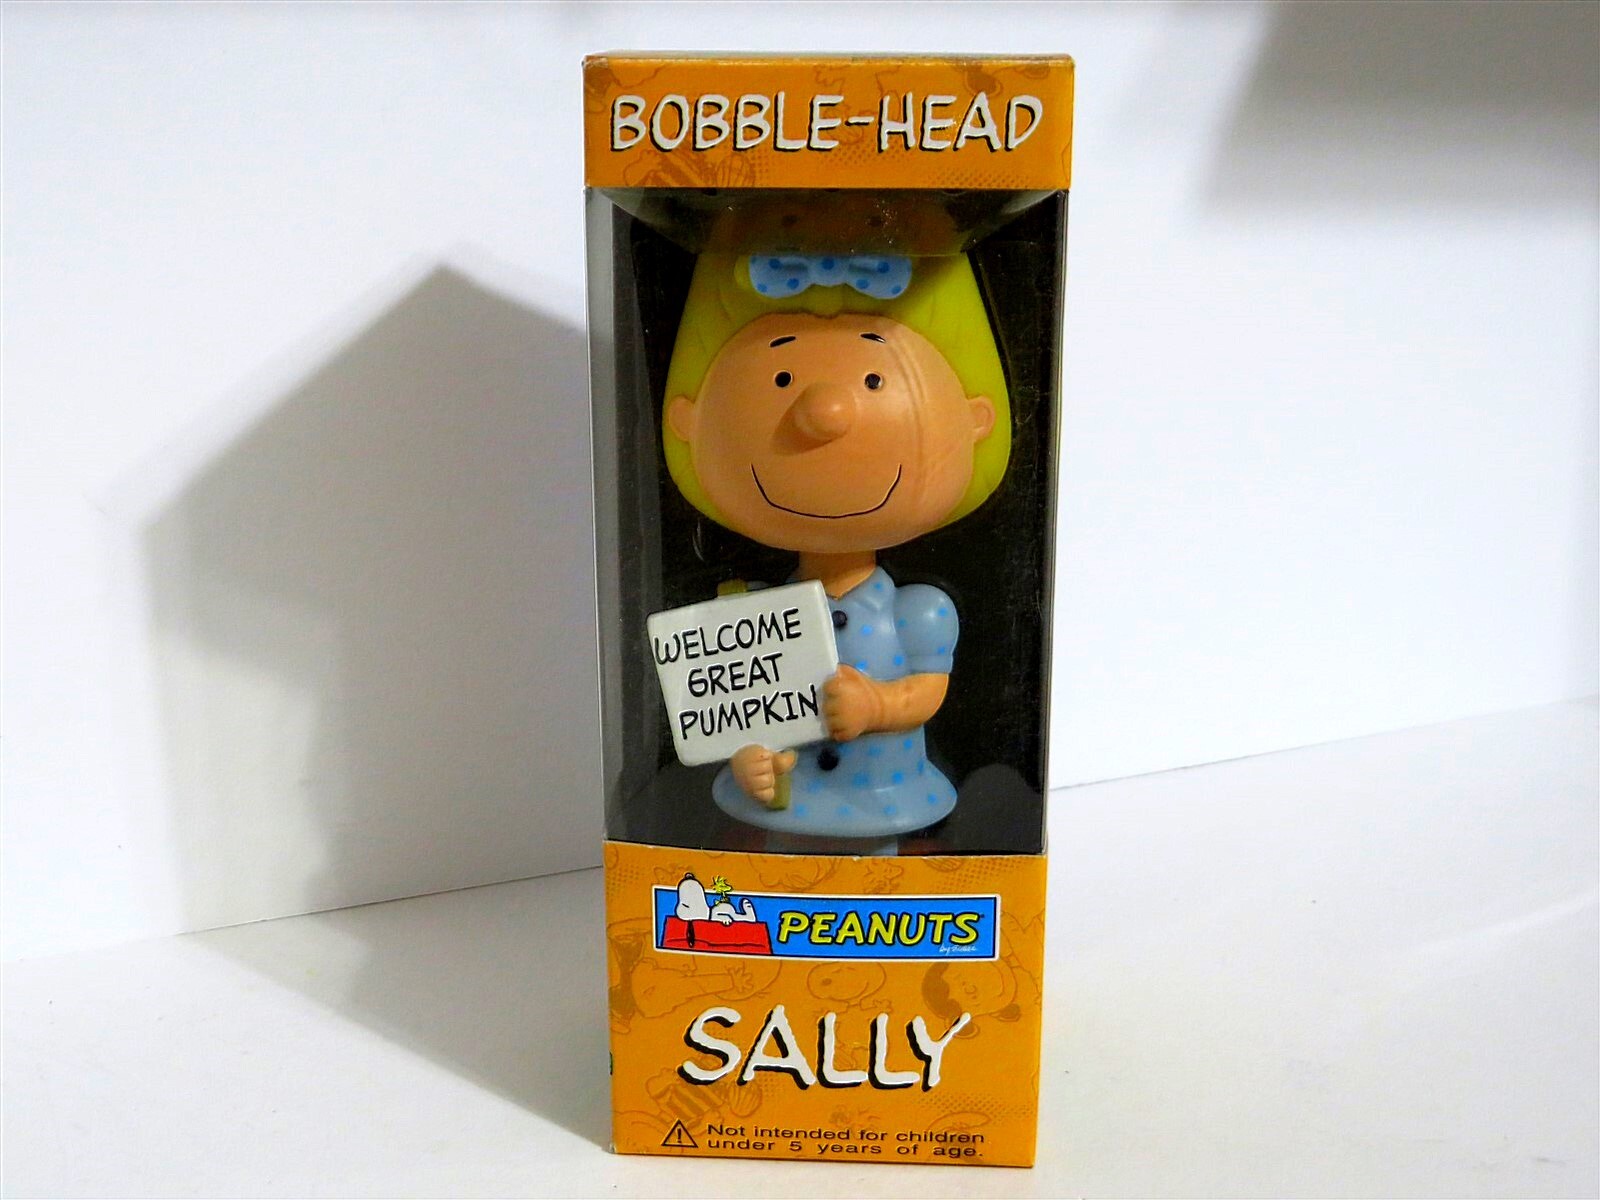 BOBBLE-HEAD
WELCOME
GREAT
PUMPKIN
PEANUTS
SALLY
Not intended for children
under 5 years of age.